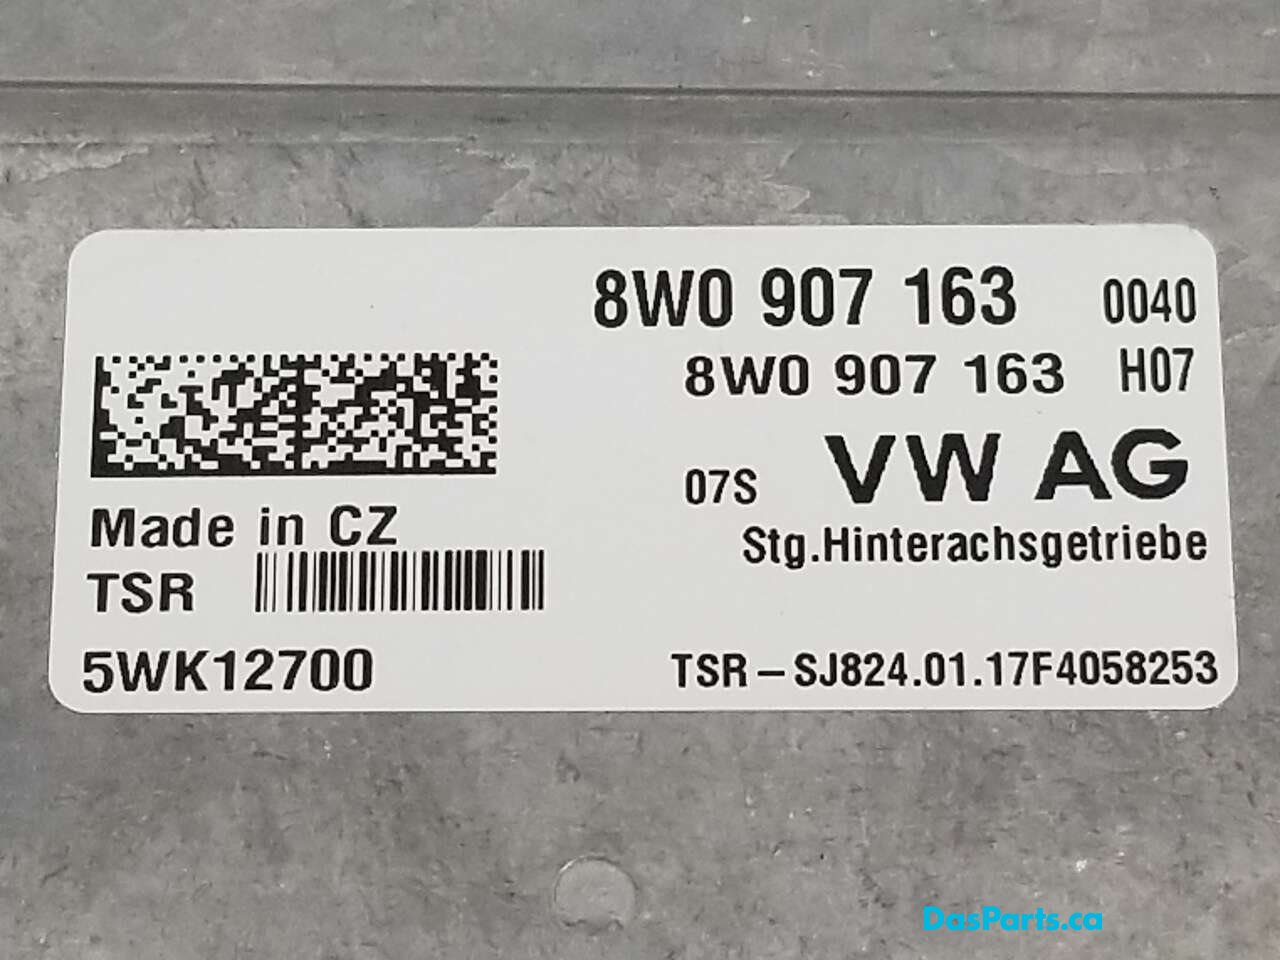 8W0 907 163 0040
8W0 907 163 H07
07S VW AG
Stg.Hinterachsgetriebe
Made in CZ
TSR
5WK12700
TSR-SJ824.01.17F4058253
DasParts.ca